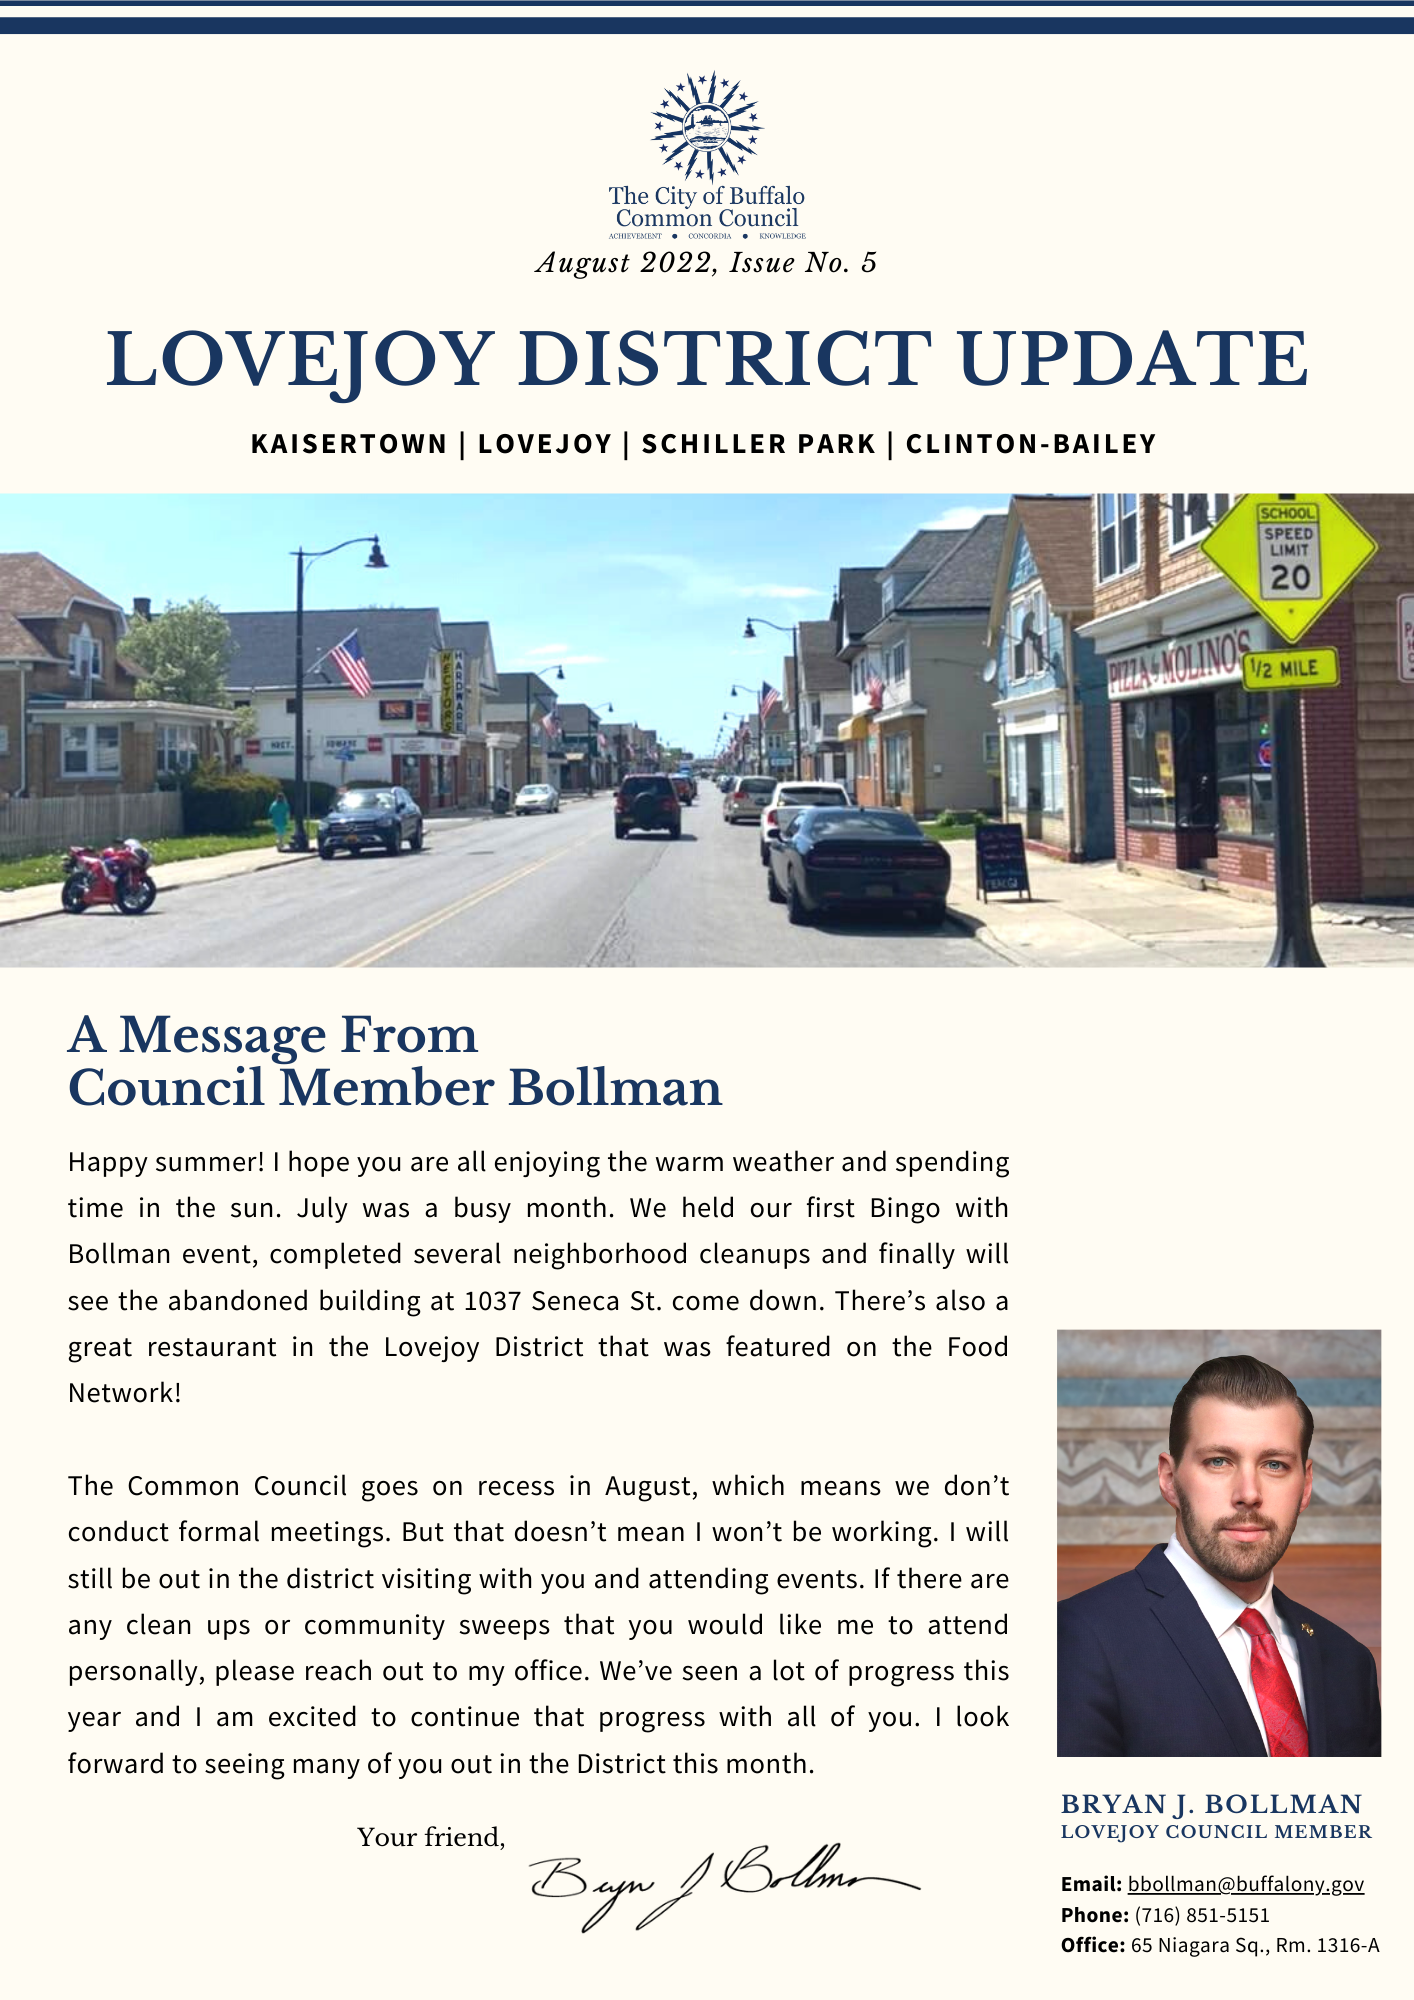 The City of Buffalo
Common Council
ACHIEVEMENT • CONCORDIA • KNOWLEDGE
August 2022, Issue No. 5
LOVEJOY DISTRICT UPDATE
KAISERTOWN | LOVEJOY | SCHILLER PARK | CLINTON-BAILEY
SCHOOL
SPEED
LIMIT
20
1/2 MILE
PIZZA by MOLINO'S
HECTORS
HARDWARE
A Message From
Council Member Bollman
Happy summer! I hope you are all enjoying the warm weather and spending
time in the sun. July was a busy month. We held our first Bingo with
Bollman event, completed several neighborhood cleanups and finally will
see the abandoned building at 1037 Seneca St. come down. There’s also a
great restaurant in the Lovejoy District that was featured on the Food
Network!
The Common Council goes on recess in August, which means we don’t
conduct formal meetings. But that doesn’t mean I won’t be working. I will
still be out in the district visiting with you and attending events. If there are
any clean ups or community sweeps that you would like me to attend
personally, please reach out to my office. We’ve seen a lot of progress this
year and I am excited to continue that progress with all of you. I look
forward to seeing many of you out in the District this month.
Your friend,
Bryan J Bollman
BRYAN J. BOLLMAN
LOVEJOY COUNCIL MEMBER
Email: bbollman@buffalony.gov
Phone: (716) 851-5151
Office: 65 Niagara Sq., Rm. 1316-A